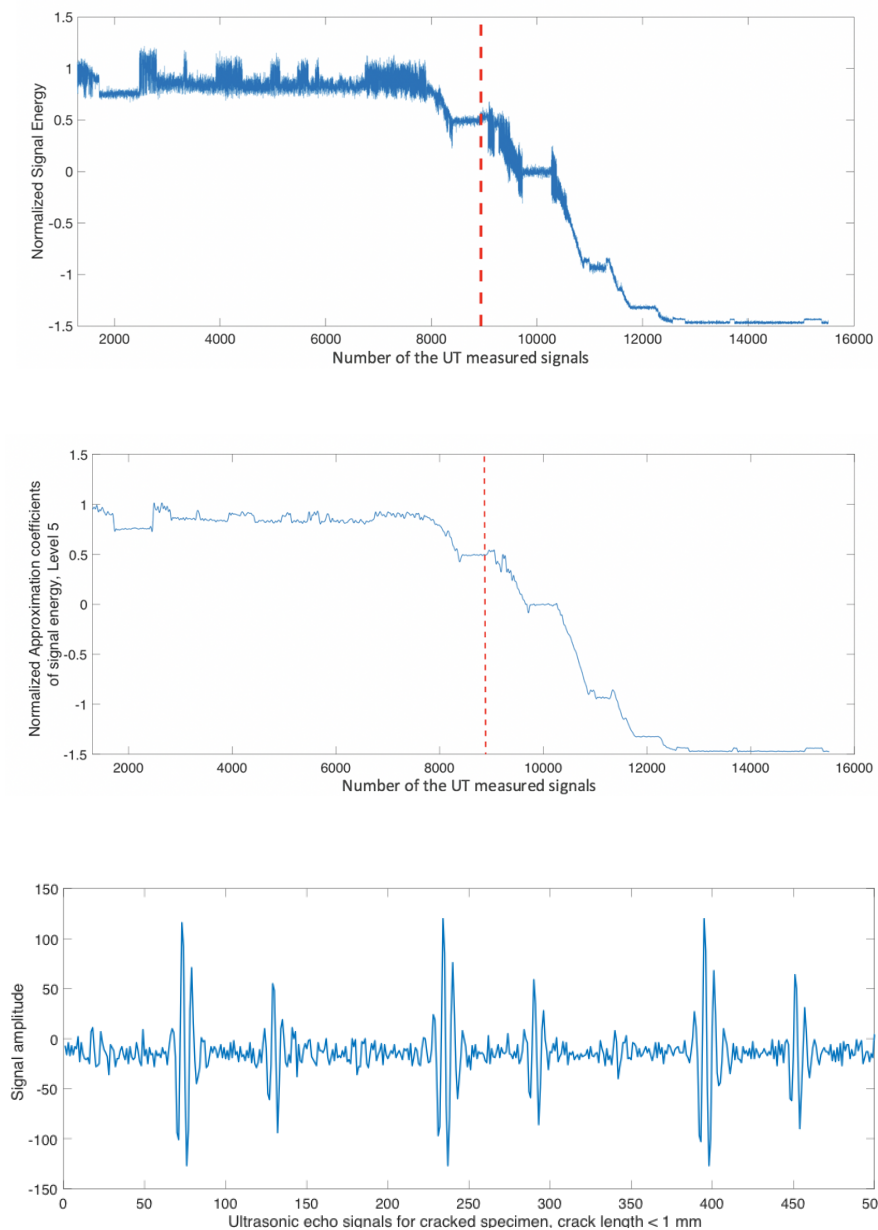 Normalized Signal Energy
1.5
1
0.5
0
-0.5
-1
-1.5
2000 4000 6000 8000 10000 12000 14000 16000
Number of the UT measured signals
Normalized Approximation coefficients
of signal energy, Level 5
1.5
1
0.5
0
-0.5
-1
-1.5
2000 4000 6000 8000 10000 12000 14000 16000
Number of the UT measured signals
Signal amplitude
150
100
50
0
-50
-100
-150
0 50 100 150 200 250 300 350 400 450 50
Ultrasonic echo signals for cracked specimen, crack length < 1 mm